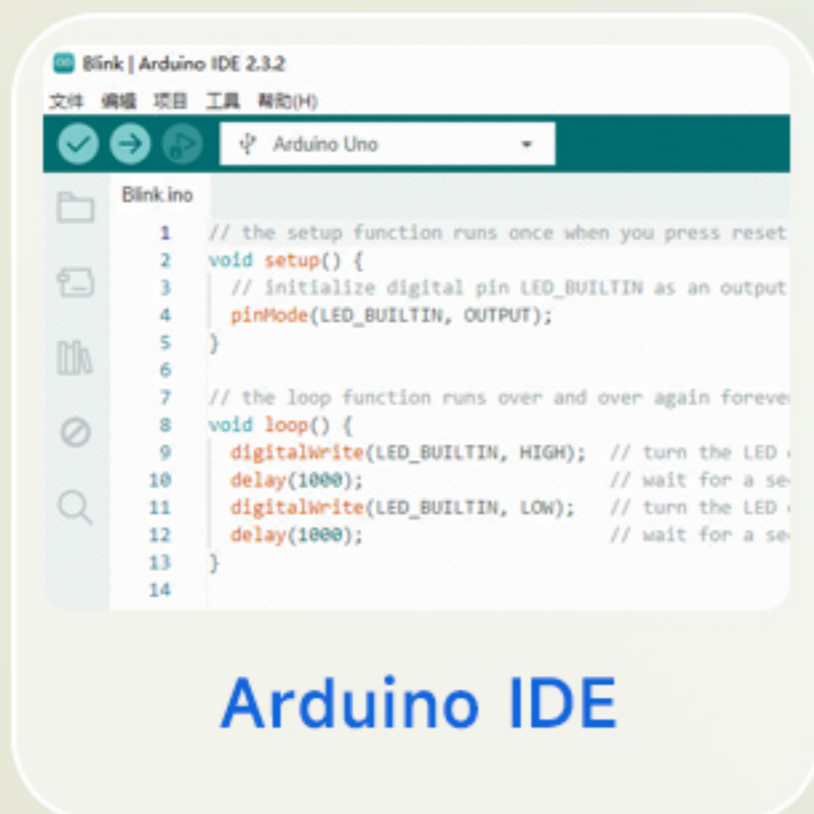 Blink | Arduino IDE 2.3.2
文件 编辑 项目 工具 帮助(H)
Arduino Uno
Blink.ino
1 // the setup function runs once when you press reset
2 void setup() {
3 // initialize digital pin LED_BUILTIN as an output
4 pinMode(LED_BUILTIN, OUTPUT);
5 }
6
7 // the loop function runs over and over again foreve
8 void loop() {
9 digitalWrite(LED_BUILTIN, HIGH); // turn the LED
10 delay(1000); // wait for a se
11 digitalWrite(LED_BUILTIN, LOW); // turn the LED
12 delay(1000); // wait for a se
13 }
14
Arduino IDE